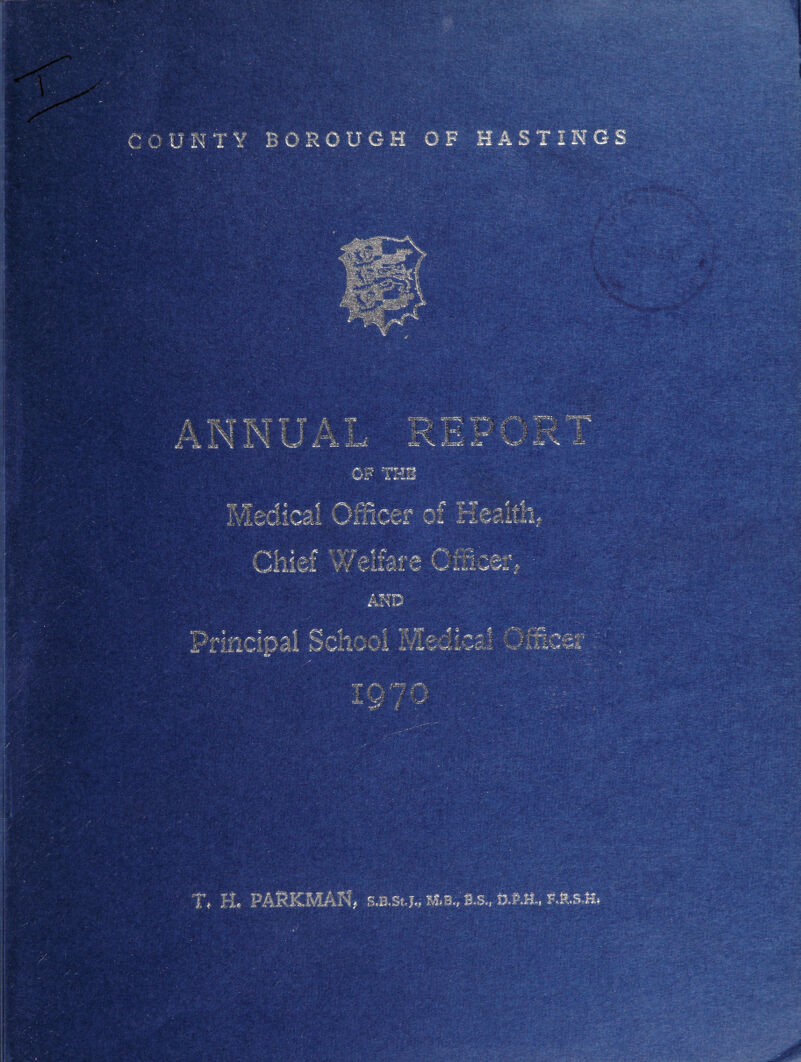 COUNTY BOROUGH OF HASTINGS
ANNUAL REPORT
OF THE
Medical Officer of Health,
Chief Welfare Officer,
AND
Principal School Medical Officer
1970
T. H. PARKMAN, S.B.St.J., M.B., B.S., D.P.H., F.R.S.H.